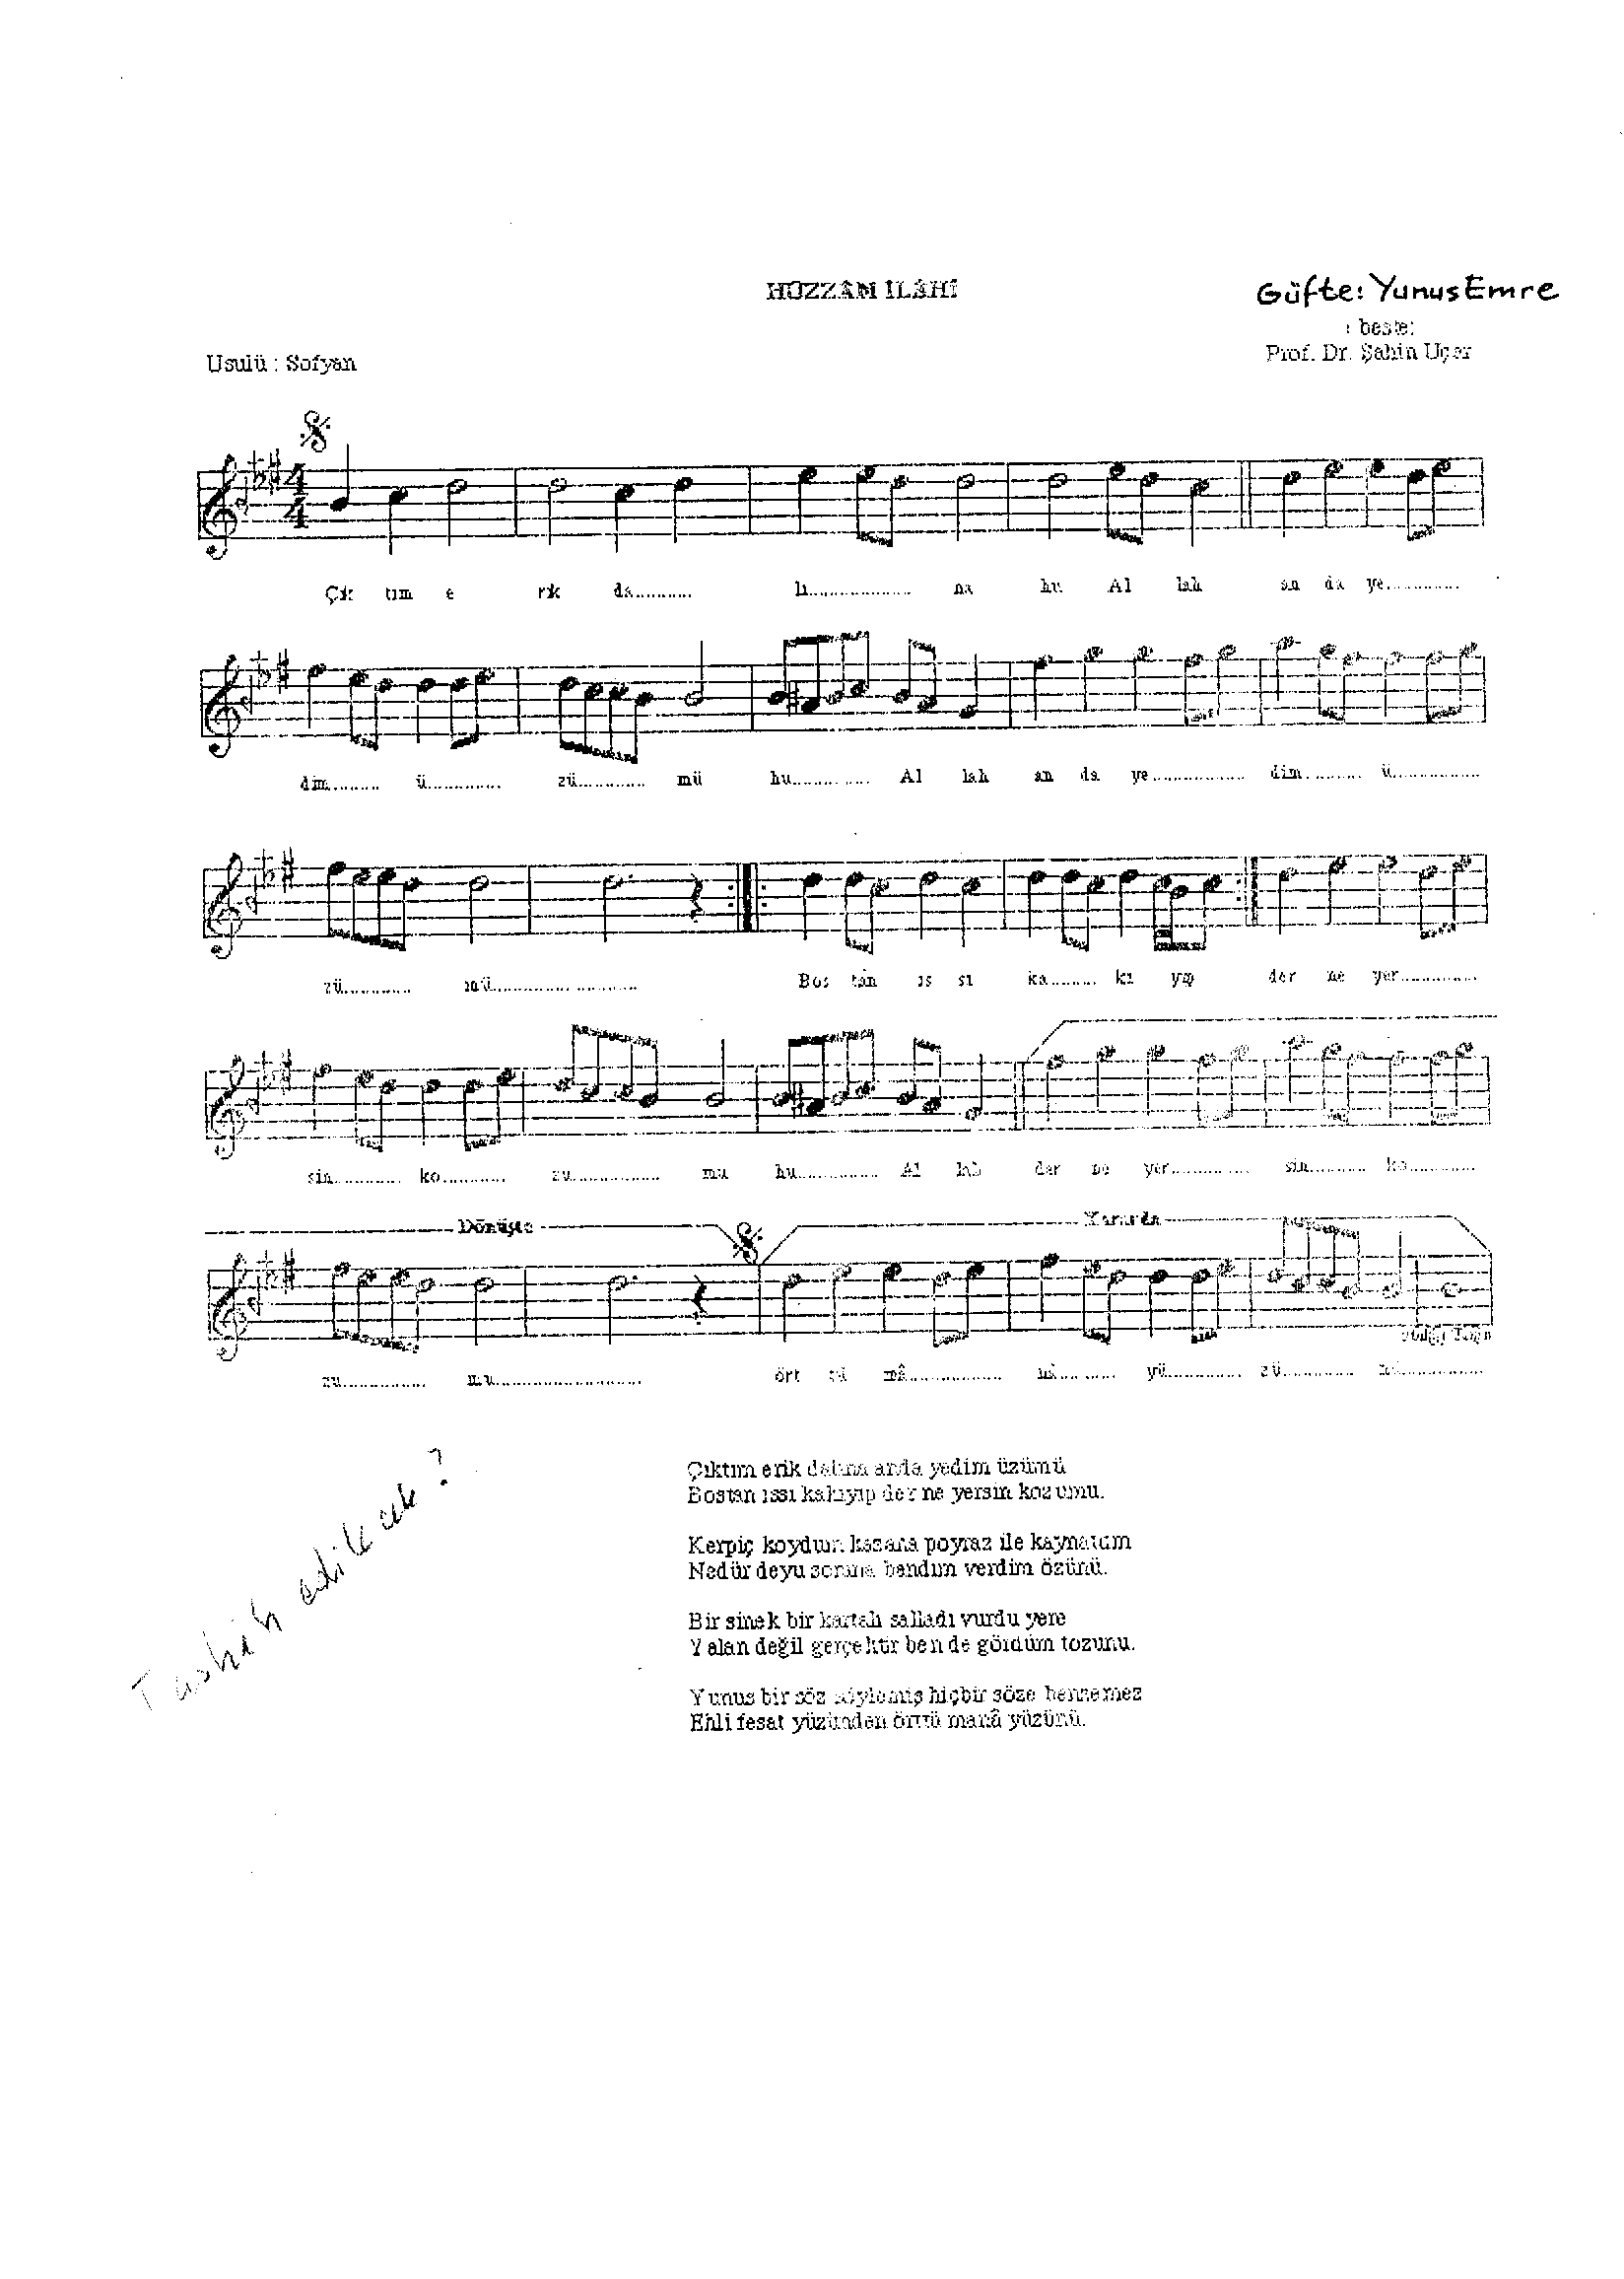 HÜZZÂM İLÂHİ
Güfte: Yunus Emre
beste:
Usulü : Sofyan
Prof. Dr. Şahin Uçar
4
4
Çık tım e rik da............ lı...................... na hu Al lah an da ye................
dim........... ü................ zü.............. mü hu................. Al lah an da ye.................... dim............. ü...................
zü............... mü............................... Bos tân ıs sı ka.......... kı yıp der ne yer.................
sin............... ko.............. zu................... mu hu................. Al lah der ne yer................. sin............ ko...............
Dönüşte
Kararda
zu.................. mu............................... ört tü mâ.................... nâ............ yü................ zü............... nü...................
Çıktım erik dalına anda yedim üzümü
Bostan ıssı kakıyıp der ne yersin kozumu.
Kerpiç koydum kazana poyraz ile kaynatdım
Nedür deyu sorana bandım verdim özünü.
Bir sinek bir kartalı salladı vurdu yere
Yalan değil gerçektir ben de gördüm tozunu.
Yunus bir söz söylemiş hiçbir söze benzemez
Ehli fesat yüzünden örttü manâ yüzünü.
Tashih edilecek?